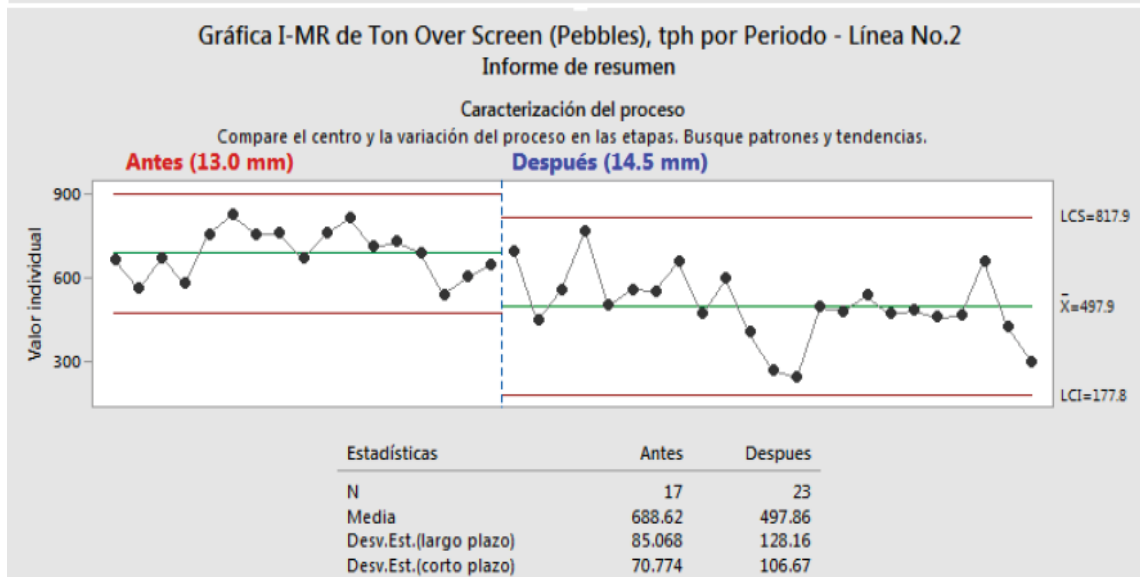 Gráfica I-MR de Ton Over Screen (Pebbles), tph por Periodo - Línea No.2
Informe de resumen
Caracterización del proceso
Compare el centro y la variación del proceso en las etapas. Busque patrones y tendencias.
Antes (13.0 mm) Después (14.5 mm)
900
600
300
Valor individual
LCS=817.9
X̄=497.9
LCI=177.8
Estadísticas Antes Despues
N 17 23
Media 688.62 497.86
Desv.Est.(largo plazo) 85.068 128.16
Desv.Est.(corto plazo) 70.774 106.67